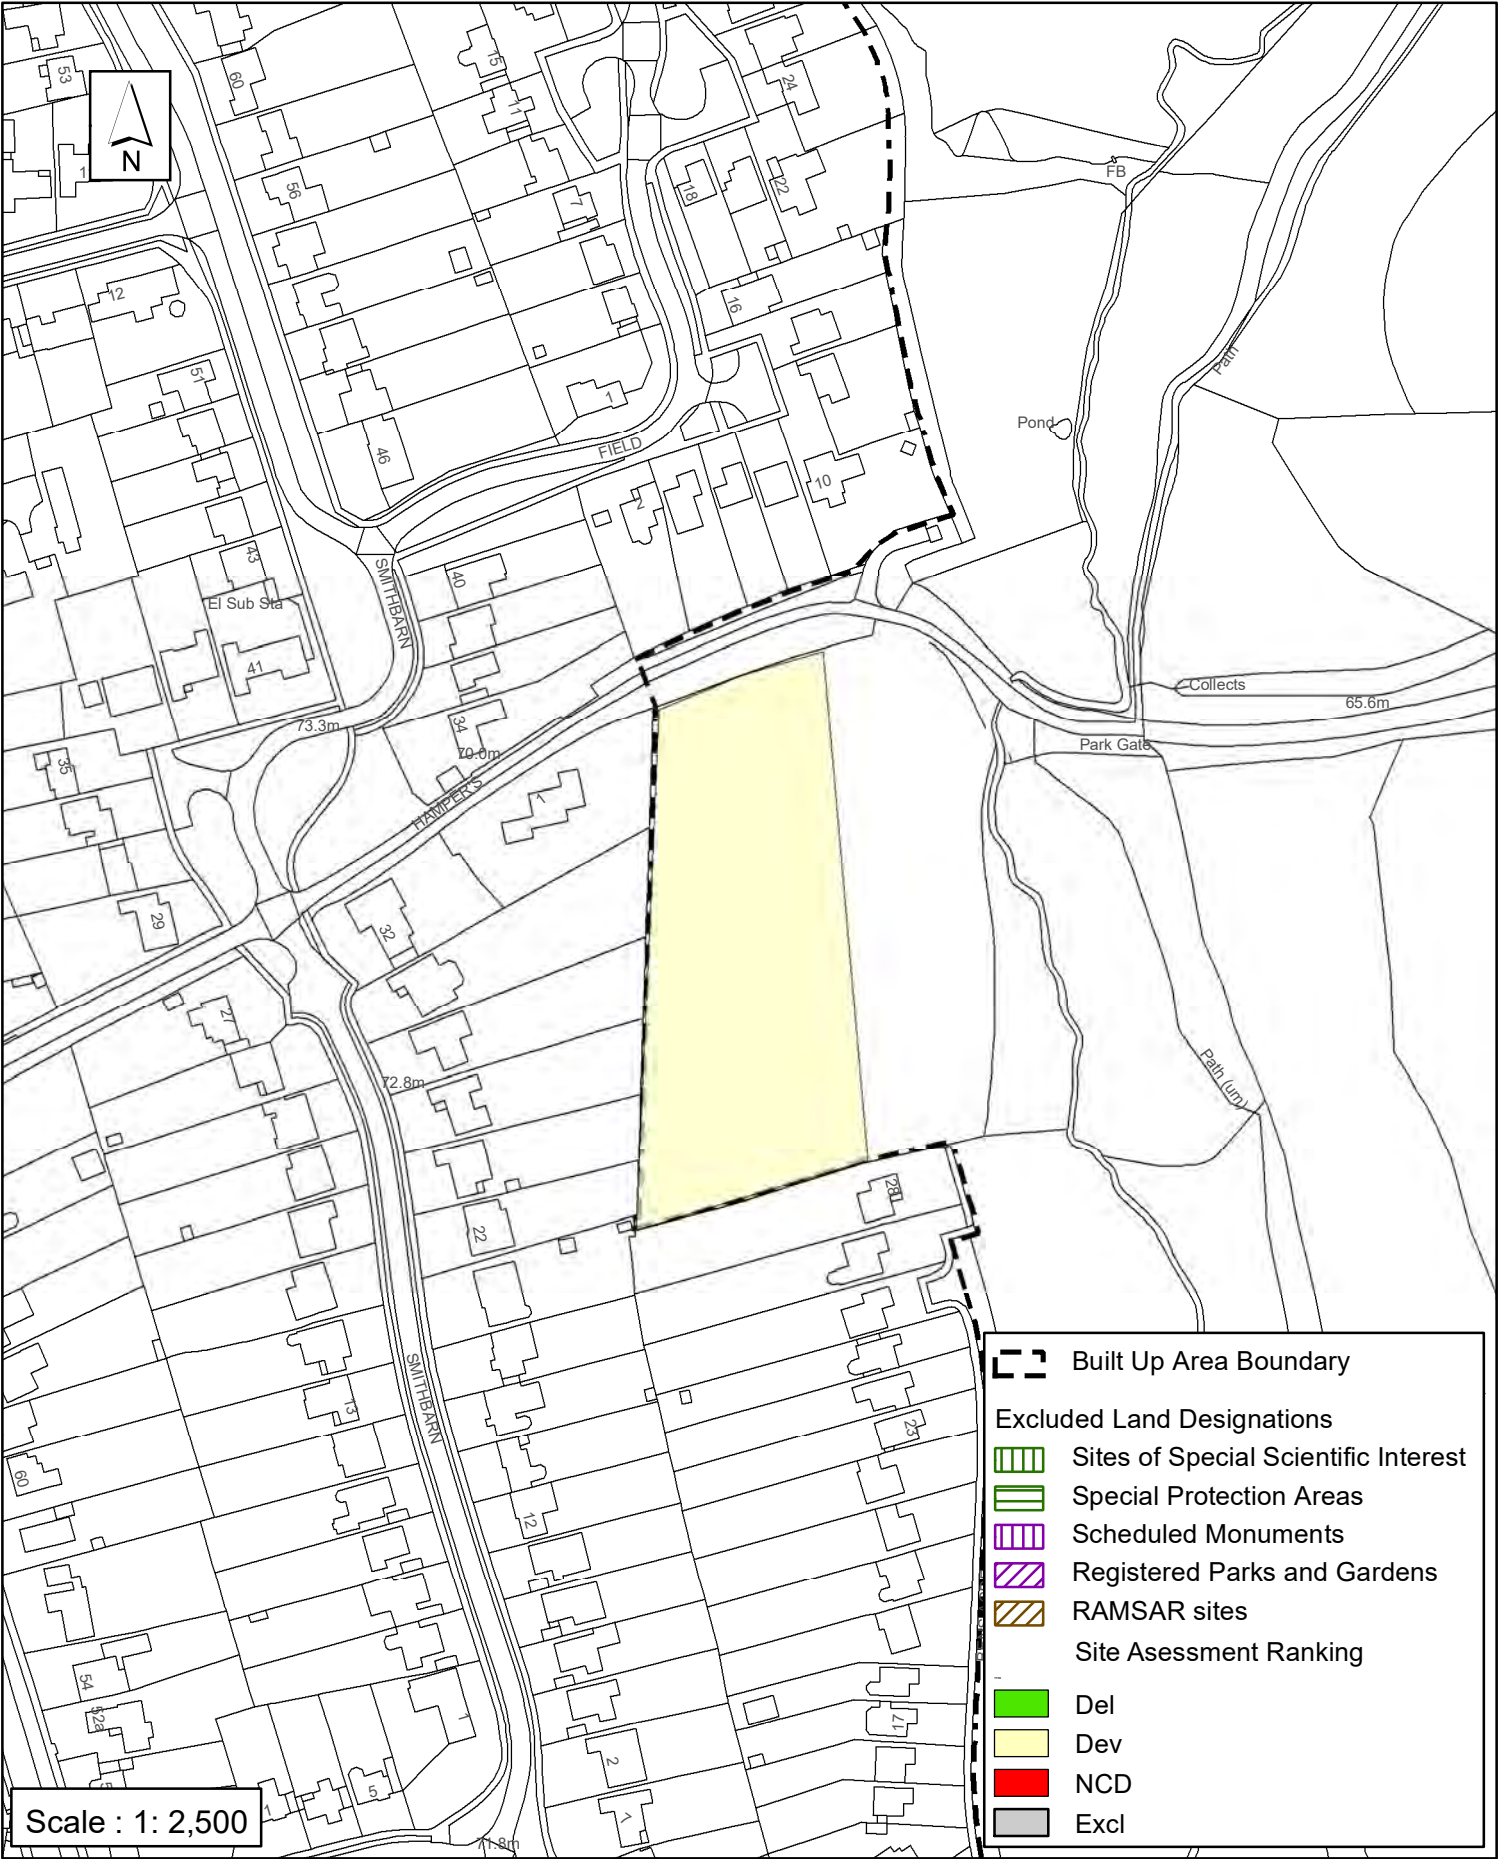 53
60
15
24
11
N
1
56
7
18
22
FB
12
16
Path
51
1
Pond
46
FIELD
10
2
43
SMITHBARN
40
El Sub Sta
41
Collects
73.3m
34
65.6m
70.0m
Park Gate
35
HAMPER'S
1
29
32
27
72.8m
Path (um)
28
22
SMITHBARN
13
23
60
12
54
52a
1
17
2
5
1
7
71.8m
Scale : 1: 2,500
Built Up Area Boundary
Excluded Land Designations
Sites of Special Scientific Interest
Special Protection Areas
Scheduled Monuments
Registered Parks and Gardens
RAMSAR sites
Site Asessment Ranking
Del
Dev
NCD
Excl